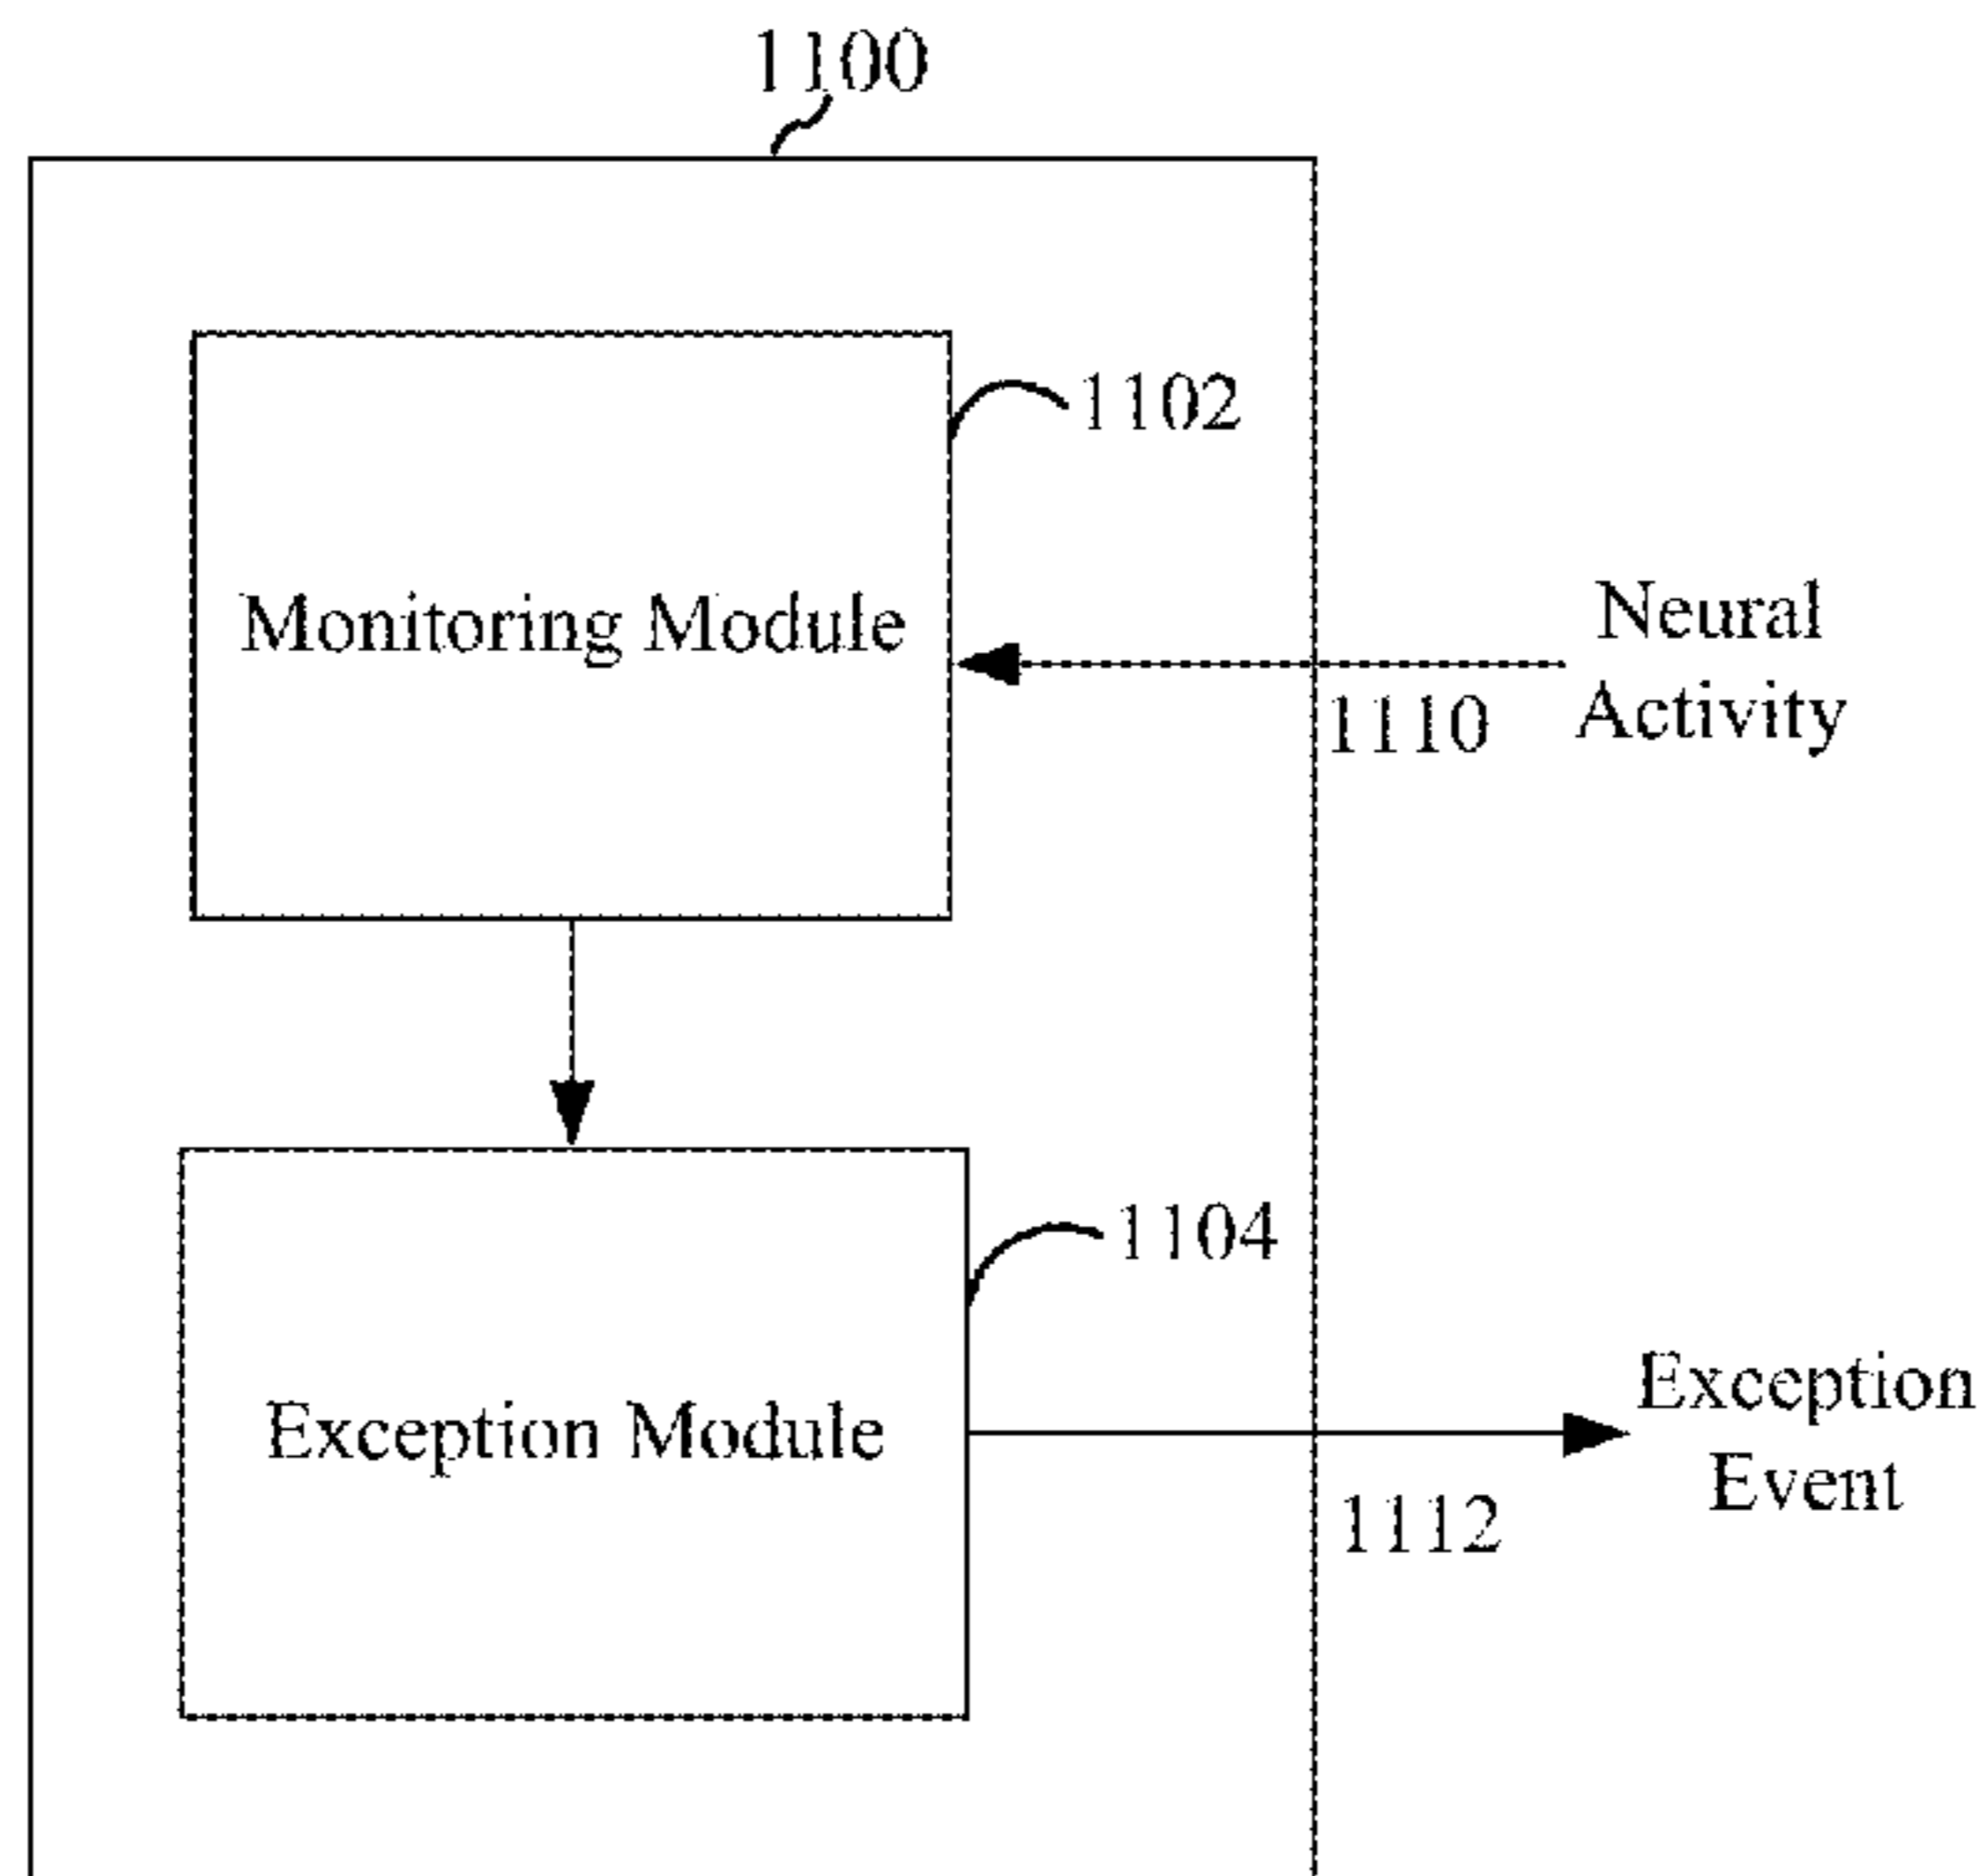 1100
1102
Monitoring Module
Neural
Activity
1110
1104
Exception Module
Exception
Event
1112